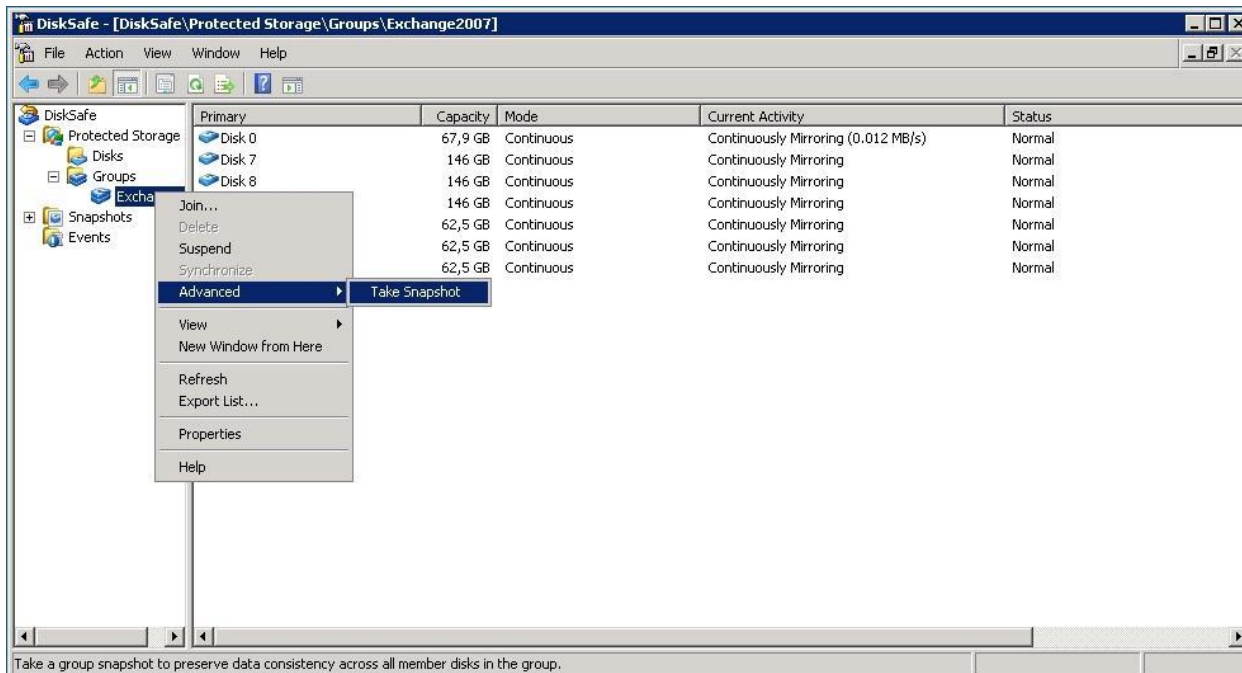 DiskSafe - [DiskSafe\Protected Storage\Groups\Exchange2007]
File Action View Window Help
DiskSafe
Protected Storage
Disks
Groups
Excha
Snapshots
Events
Primary Capacity Mode Current Activity Status
Disk 0 67,9 GB Continuous Continuously Mirroring (0.012 MB/s) Normal
Disk 7 146 GB Continuous Continuously Mirroring Normal
Disk 8 146 GB Continuous Continuously Mirroring Normal
146 GB Continuous Continuously Mirroring Normal
62,5 GB Continuous Continuously Mirroring Normal
62,5 GB Continuous Continuously Mirroring Normal
62,5 GB Continuous Continuously Mirroring Normal
Join...
Delete
Suspend
Synchronize
Advanced
Take Snapshot
View
New Window from Here
Refresh
Export List...
Properties
Help
Take a group snapshot to preserve data consistency across all member disks in the group.